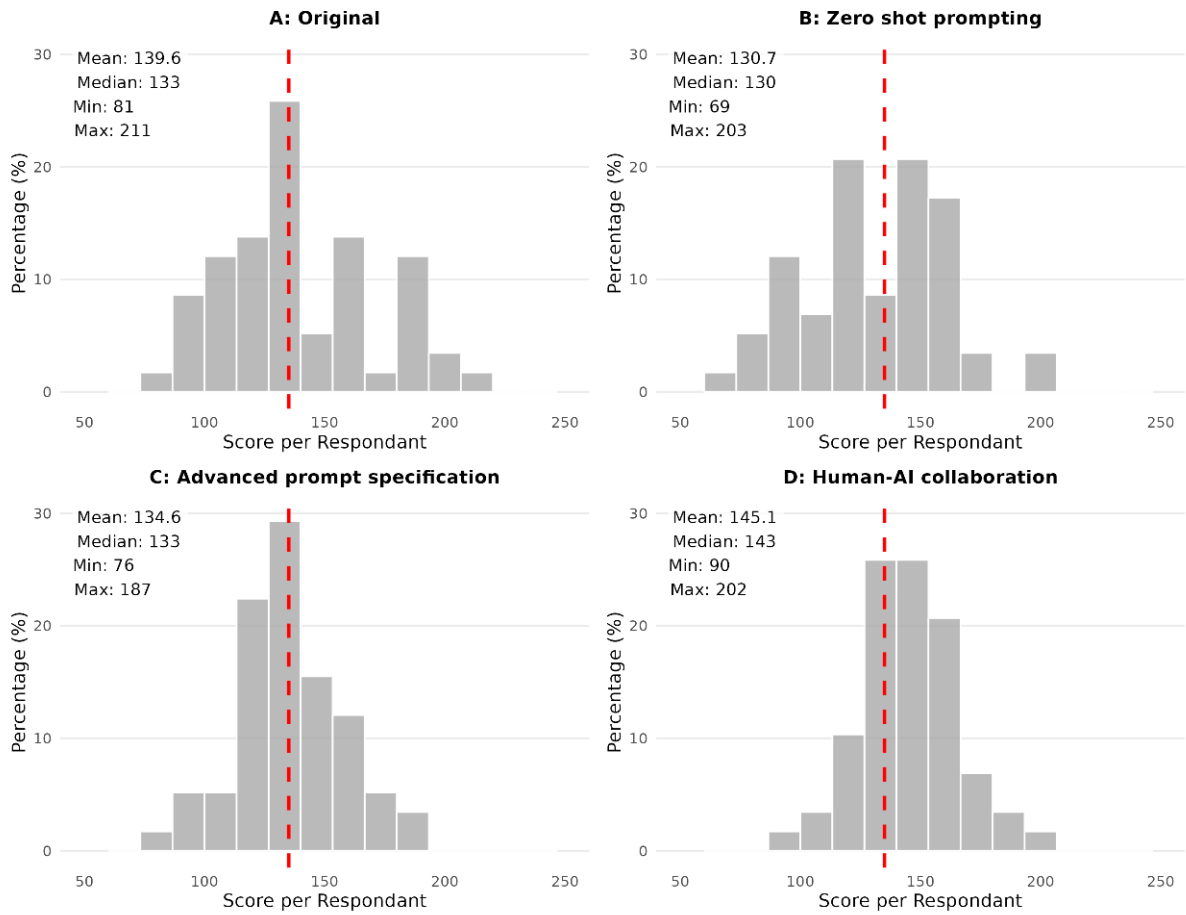 A: Original
30
Mean: 139.6
Median: 133
Min: 81
Max: 211
20
10
0
Percentage (%)
50 100 150 200 250
Score per Respondant
B: Zero shot prompting
30
Mean: 130.7
Median: 130
Min: 69
Max: 203
20
10
0
Percentage (%)
50 100 150 200 250
Score per Respondant
C: Advanced prompt specification
30
Mean: 134.6
Median: 133
Min: 76
Max: 187
20
10
0
Percentage (%)
50 100 150 200 250
Score per Respondant
D: Human-AI collaboration
30
Mean: 145.1
Median: 143
Min: 90
Max: 202
20
10
0
Percentage (%)
50 100 150 200 250
Score per Respondant